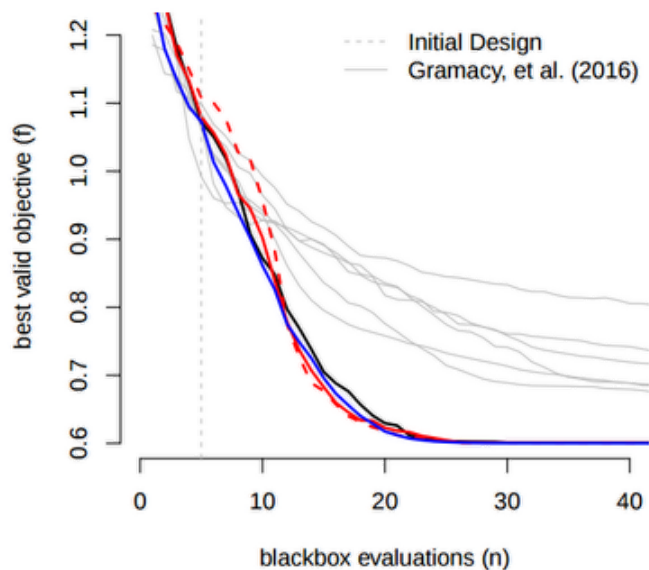 Initial Design
Gramacy, et al. (2016)
best valid objective (f)
1.2
1.1
1.0
0.9
0.8
0.7
0.6
0 10 20 30 40
blackbox evaluations (n)